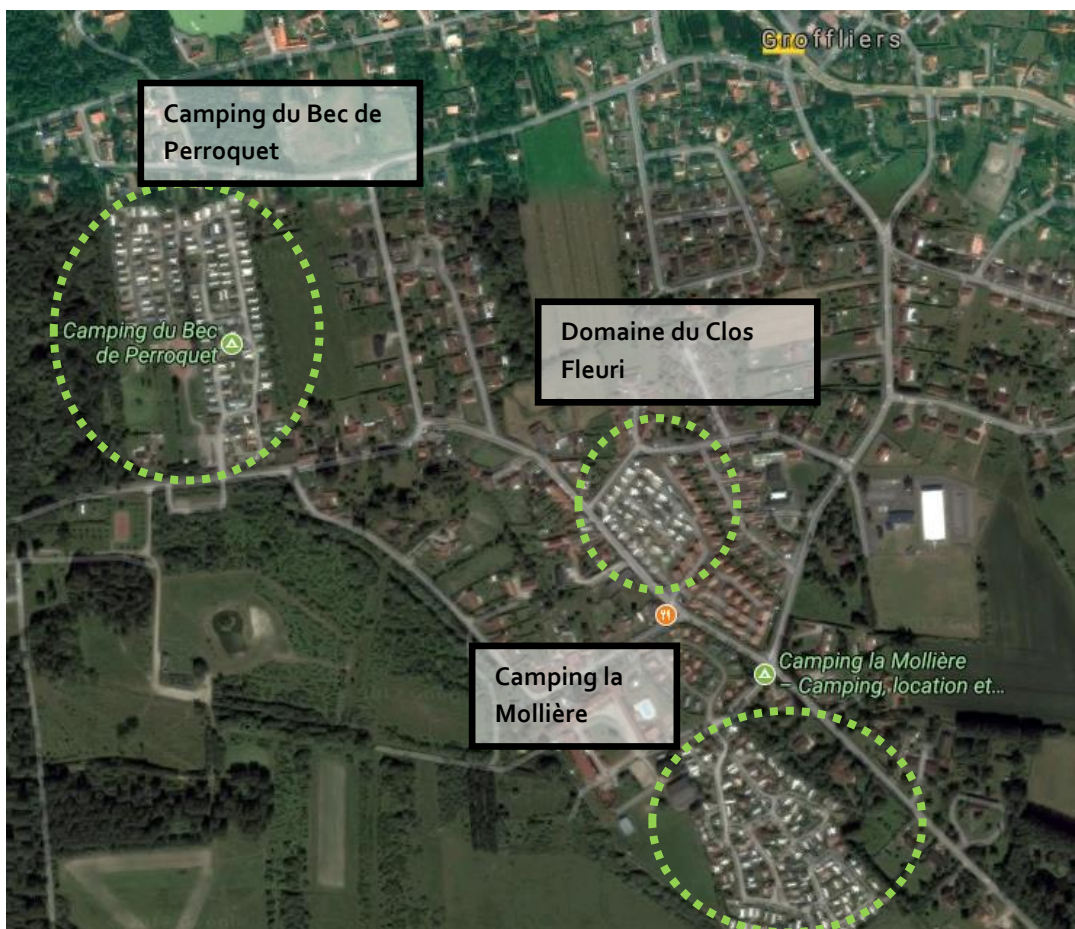 Groffliers
Camping du Bec de
Perroquet
Camping du Bec
de Perroquet
Domaine du Clos
Fleuri
Camping la
Mollière
Camping la Mollière
– Camping, location et...